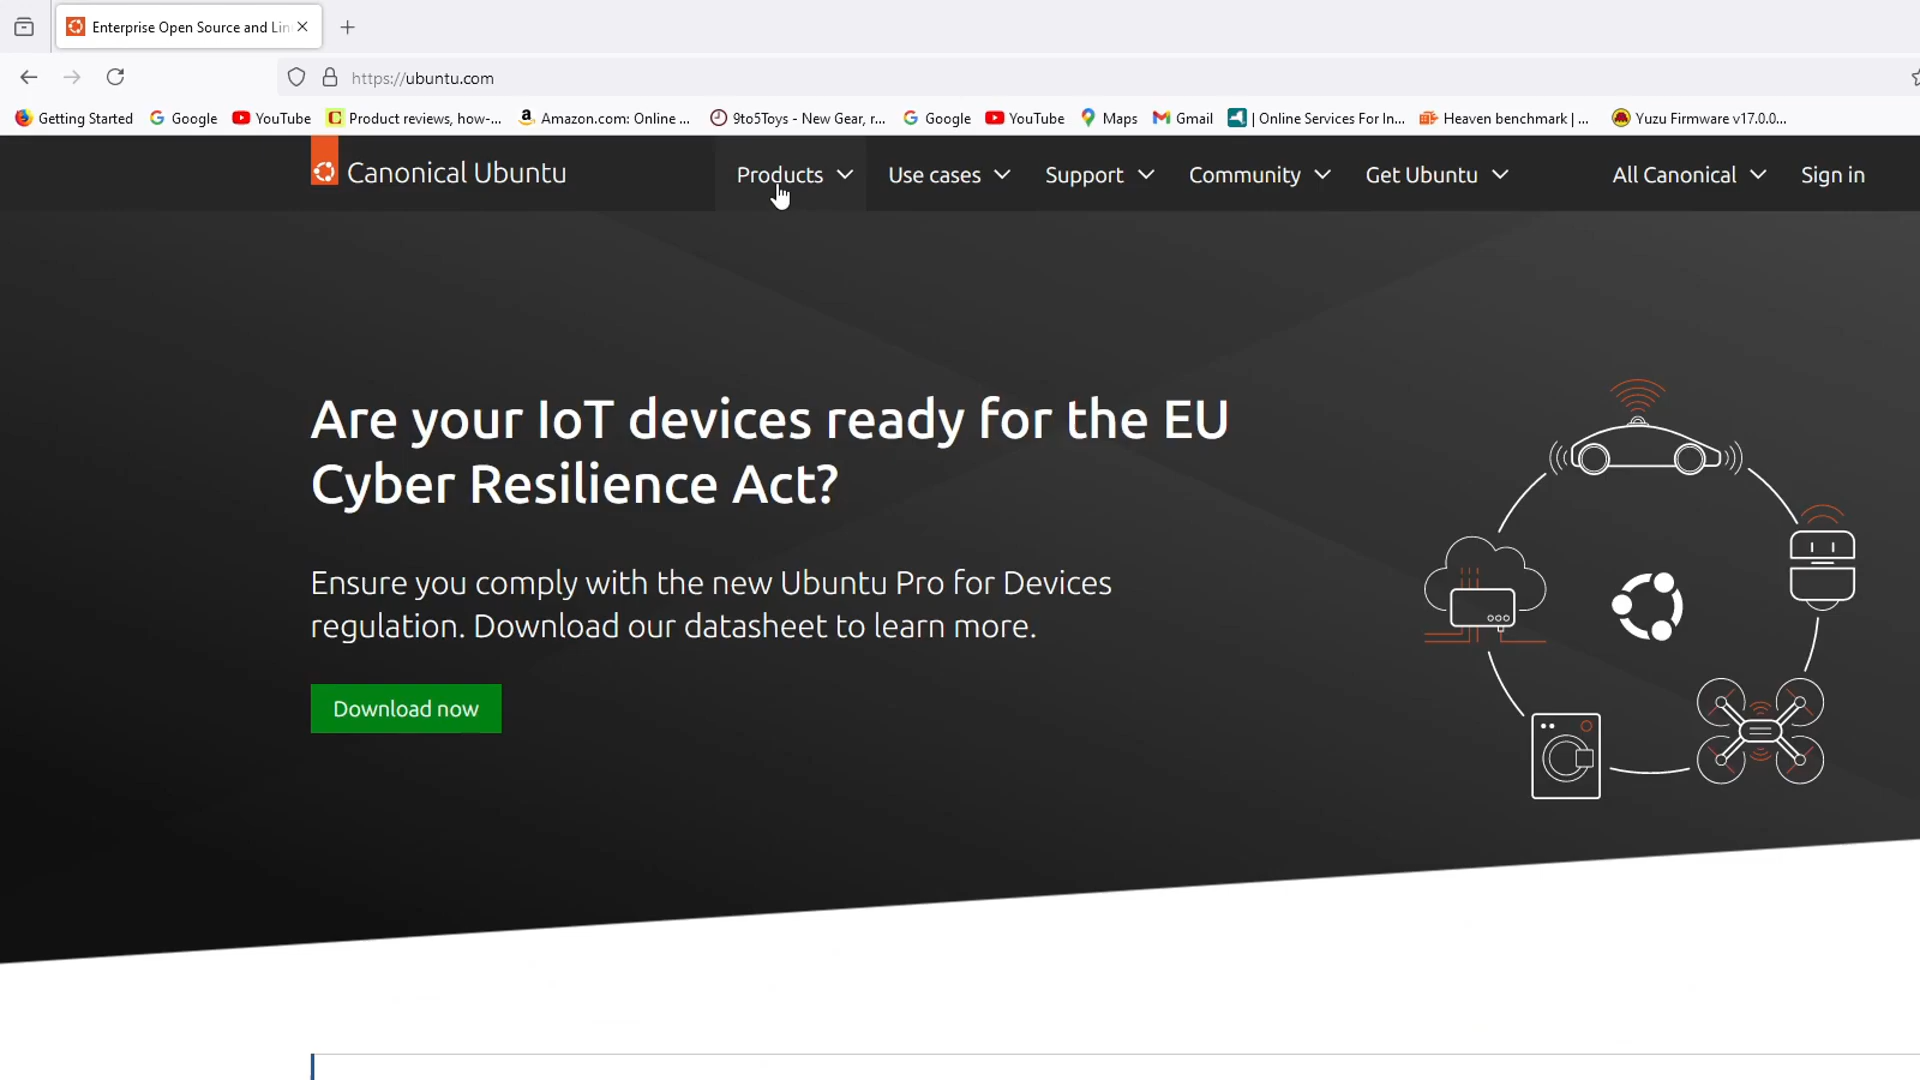 Enterprise Open Source and Lin
https://ubuntu.com
Getting Started Google YouTube Product reviews, how-... Amazon.com: Online ... 9to5Toys - New Gear, r... Google YouTube Maps Gmail | Online Services For In... Heaven benchmark | ... Yuzu Firmware v17.0.0...
Canonical Ubuntu Products Use cases Support Community Get Ubuntu All Canonical Sign in
Are your IoT devices ready for the EU
Cyber Resilience Act?
Ensure you comply with the new Ubuntu Pro for Devices
regulation. Download our datasheet to learn more.
Download now